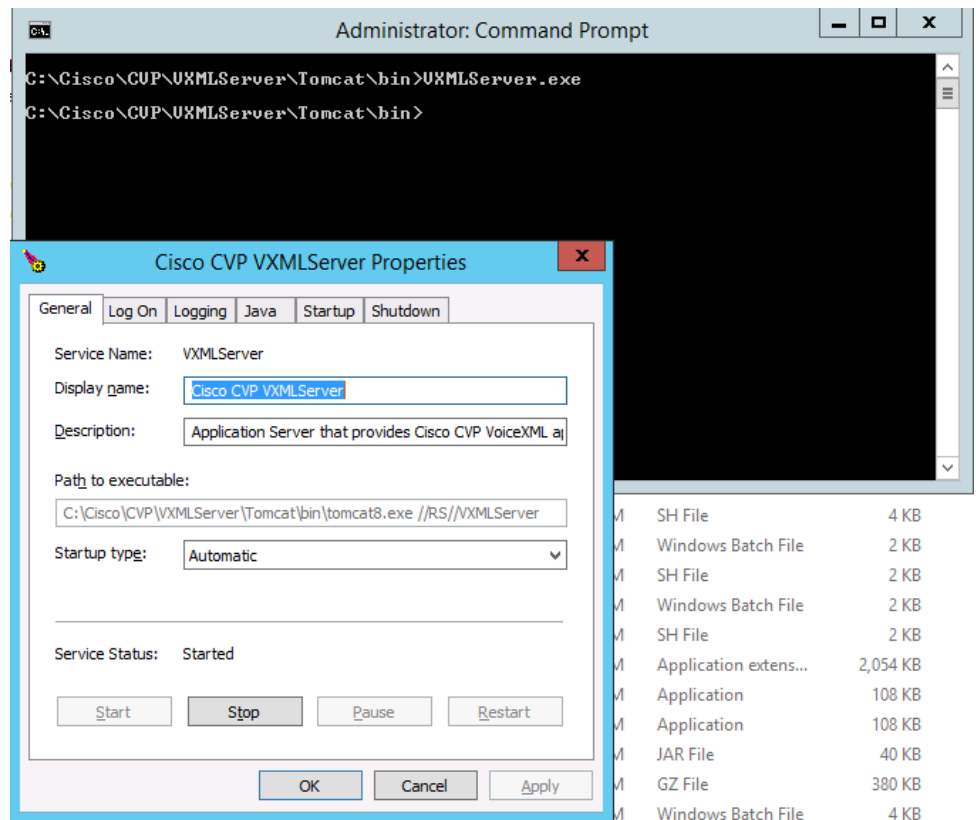 Administrator: Command Prompt
C:\Cisco\CVP\VXMLServer\Tomcat\bin>VXMLServer.exe
C:\Cisco\CVP\VXMLServer\Tomcat\bin>
Cisco CVP VXMLServer Properties
General Log On Logging Java Startup Shutdown
Service Name: VXMLServer
Display name: Cisco CVP VXMLServer
Description: Application Server that provides Cisco CVP VoiceXML
Path to executable:
C:\Cisco\CVP\VXMLServer\Tomcat\bin\tomcat8.exe //RS//VXMLServer
Startup type: Automatic
Service Status: Started
Start Stop Pause Restart
OK Cancel Apply
M SH File 4 KB
M Windows Batch File 2 KB
M SH File 2 KB
M Windows Batch File 2 KB
M SH File 2 KB
M Application extens... 2,054 KB
M Application 108 KB
M Application 108 KB
M JAR File 40 KB
M GZ File 380 KB
M Windows Batch File 4 KB